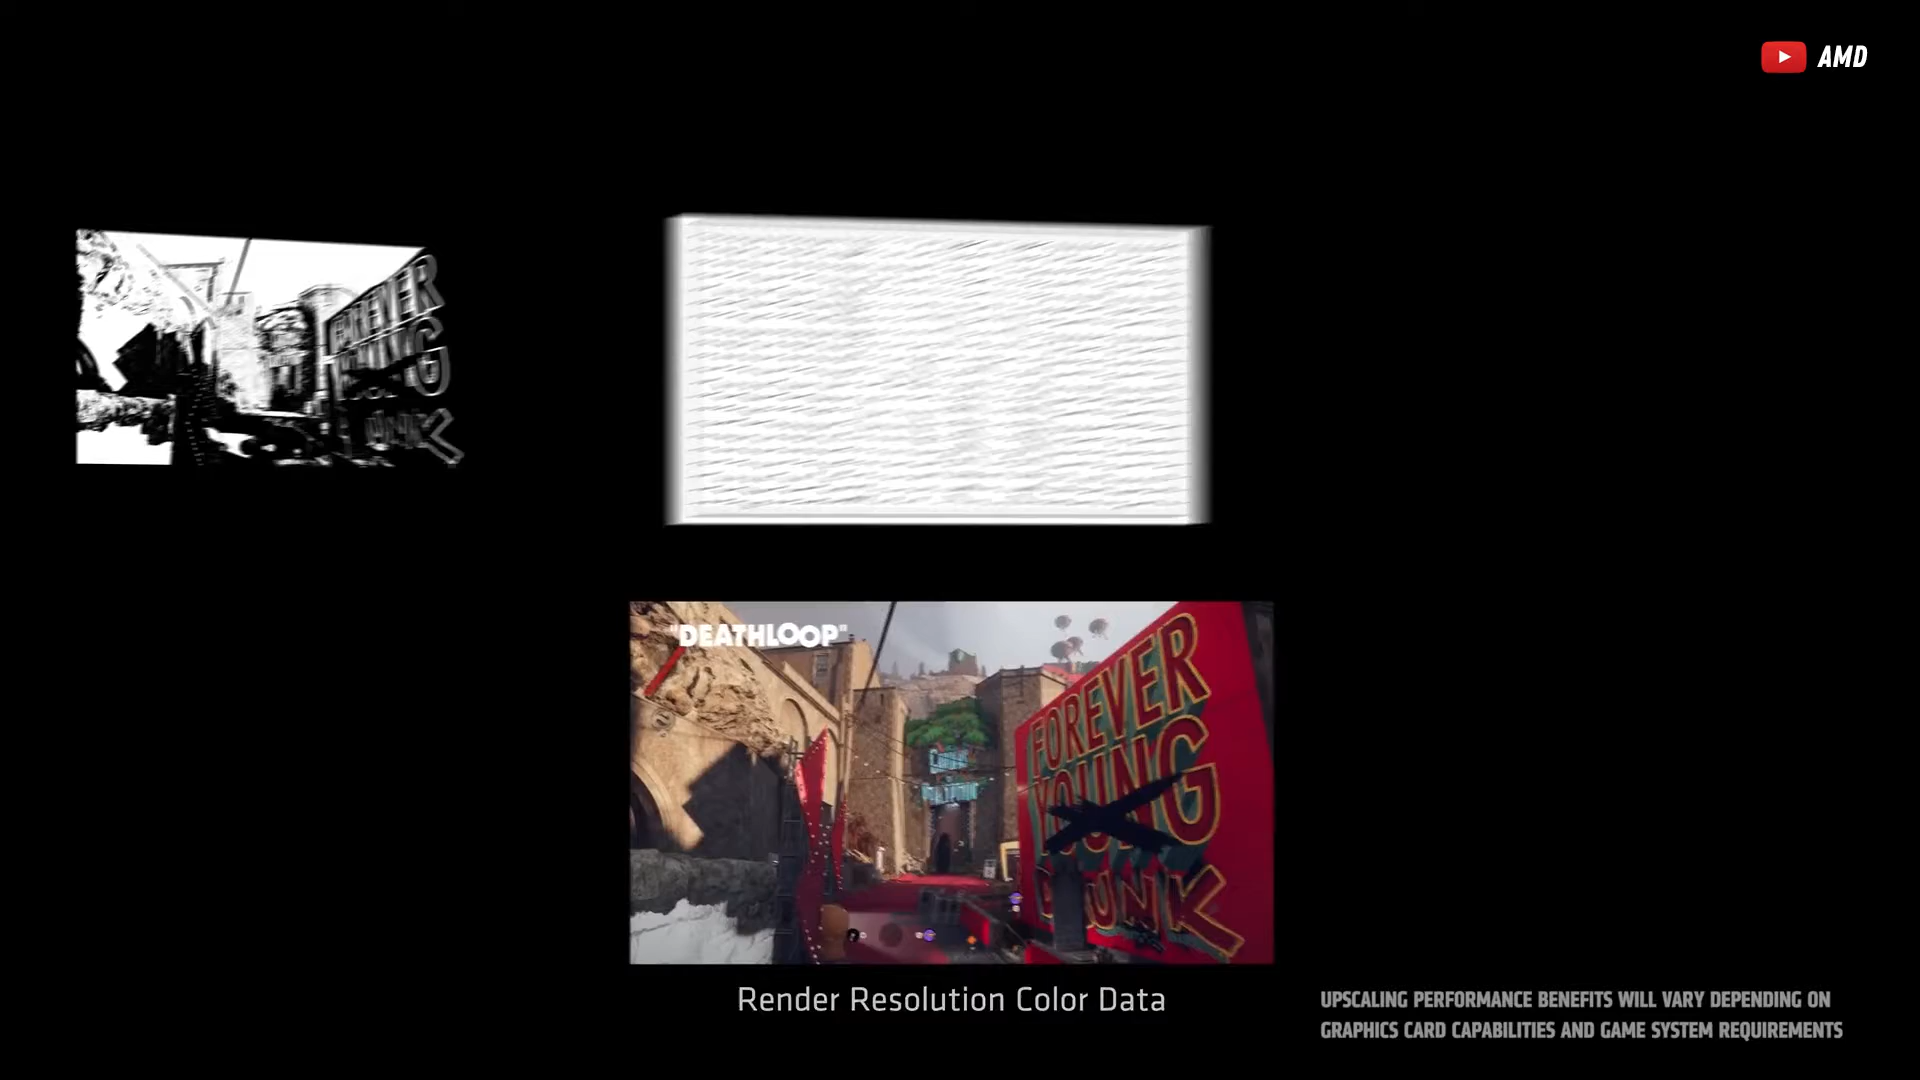 AMD
FOREVER
"DEATHLOOP"
FOREVER
YOUNG
DRUNK
Render Resolution Color Data
UPSCALING PERFORMANCE BENEFITS WILL VARY DEPENDING ON
GRAPHICS CARD CAPABILITIES AND GAME SYSTEM REQUIREMENTS